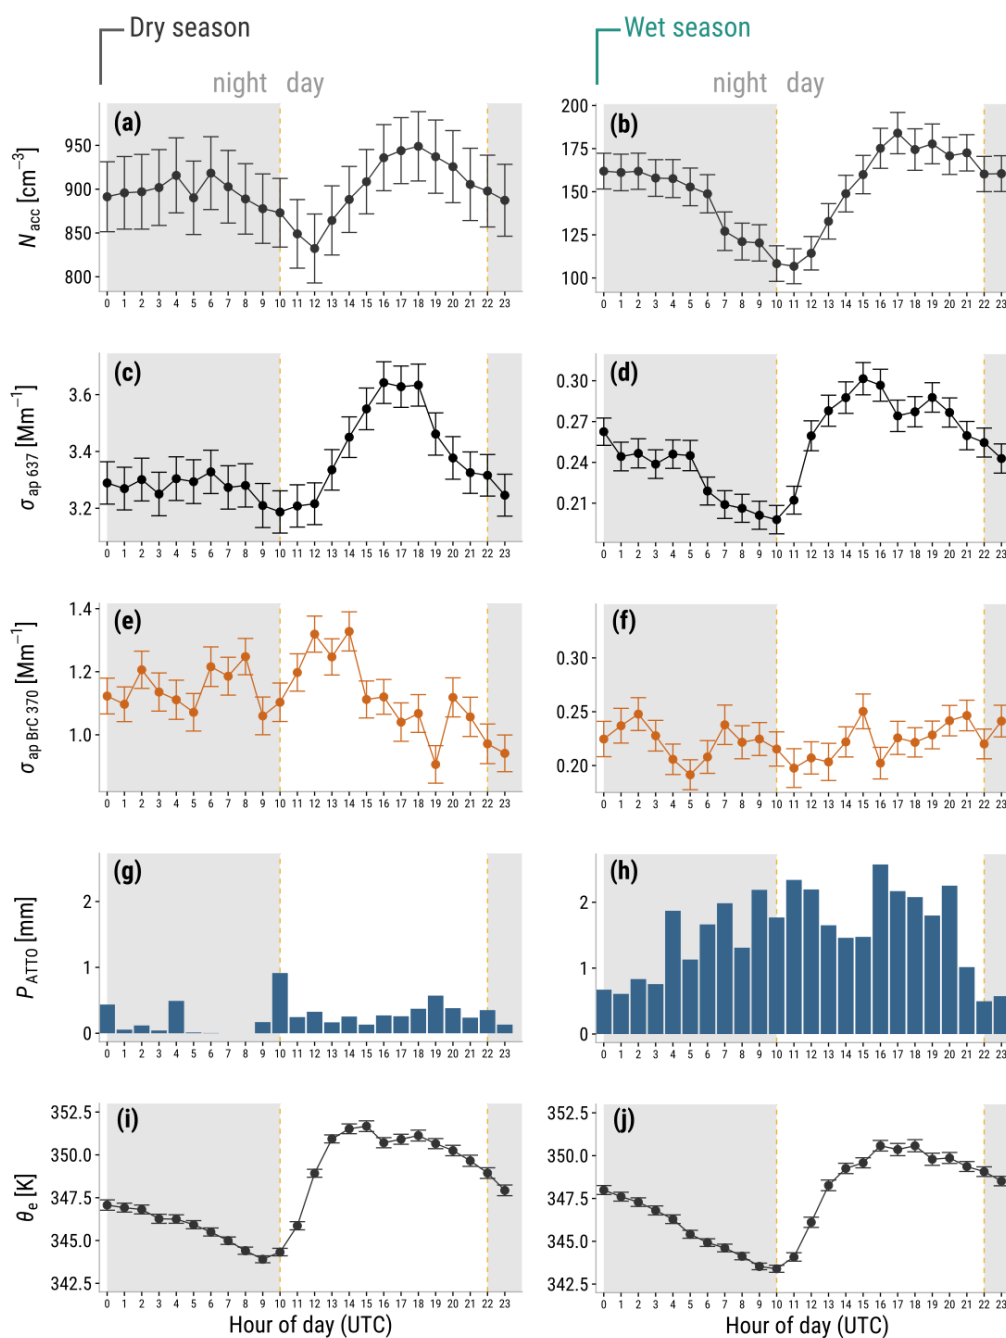 Dry season
Wet season
night day
night day
(a)
950
900
850
800
N_acc [cm⁻³]
0 1 2 3 4 5 6 7 8 9 10 11 12 13 14 15 16 17 18 19 20 21 22 23
(b)
200
175
150
125
100
0 1 2 3 4 5 6 7 8 9 10 11 12 13 14 15 16 17 18 19 20 21 22 23
(c)
3.6
3.4
3.2
σ_ap 637 [Mm⁻¹]
0 1 2 3 4 5 6 7 8 9 10 11 12 13 14 15 16 17 18 19 20 21 22 23
(d)
0.30
0.27
0.24
0.21
0 1 2 3 4 5 6 7 8 9 10 11 12 13 14 15 16 17 18 19 20 21 22 23
(e)
1.4
1.2
1.0
σ_ap BrC 370 [Mm⁻¹]
0 1 2 3 4 5 6 7 8 9 10 11 12 13 14 15 16 17 18 19 20 21 22 23
(f)
0.30
0.25
0.20
0 1 2 3 4 5 6 7 8 9 10 11 12 13 14 15 16 17 18 19 20 21 22 23
(g)
2
1
0
P_ATTO [mm]
0 1 2 3 4 5 6 7 8 9 10 11 12 13 14 15 16 17 18 19 20 21 22 23
(h)
2
1
0
0 1 2 3 4 5 6 7 8 9 10 11 12 13 14 15 16 17 18 19 20 21 22 23
(i)
352.5
350.0
347.5
345.0
342.5
θ_e [K]
0 1 2 3 4 5 6 7 8 9 10 11 12 13 14 15 16 17 18 19 20 21 22 23
Hour of day (UTC)
(j)
352.5
350.0
347.5
345.0
342.5
0 1 2 3 4 5 6 7 8 9 10 11 12 13 14 15 16 17 18 19 20 21 22 23
Hour of day (UTC)